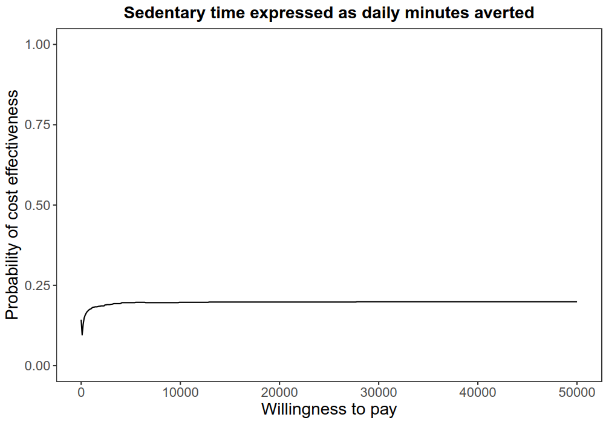 Sedentary time expressed as daily minutes averted
Probability of cost effectiveness
1.00
0.75
0.50
0.25
0.00
0 10000 20000 30000 40000 50000
Willingness to pay